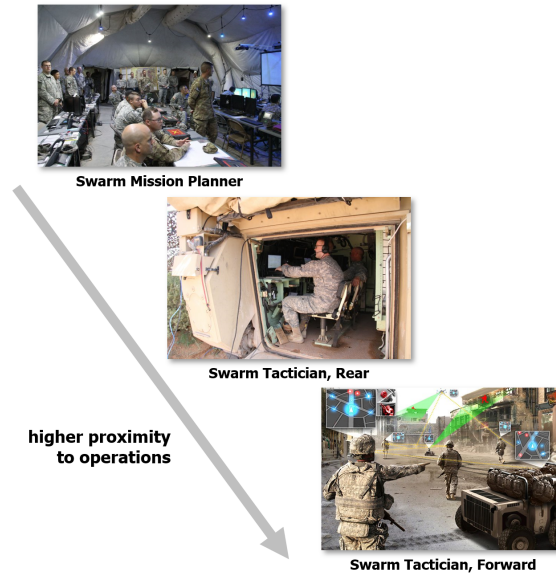 Swarm Mission Planner
Swarm Tactician, Rear
higher proximity
to operations
Swarm Tactician, Forward